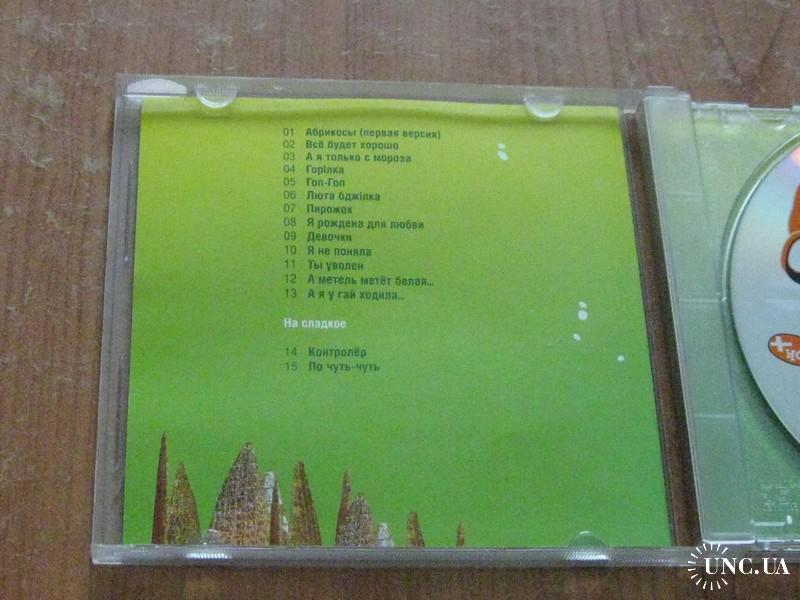 01 Абрикосы (первая версия)
02 Всё будет хорошо
03 А я только с мороза
04 Горілка
05 Гоп-Гоп
06 Люта бджілка
07 Пирожок
08 Я рождена для любви
09 Девочки
10 Я не поняла
11 Ты уволен
12 А метель метёт белая...
13 А я у гай ходила...
На сладкое
14 Контролёр
15 По чуть-чуть
UNC.UA